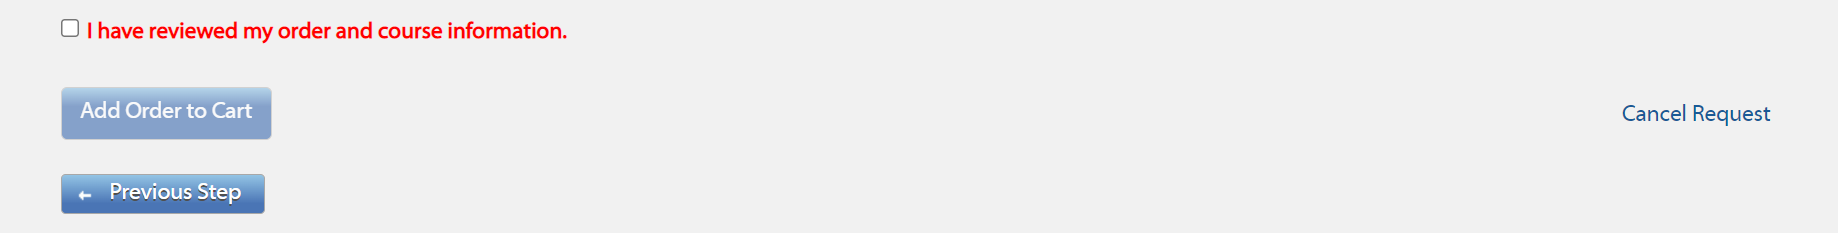 I have reviewed my order and course information.
Add Order to Cart
Cancel Request
Previous Step